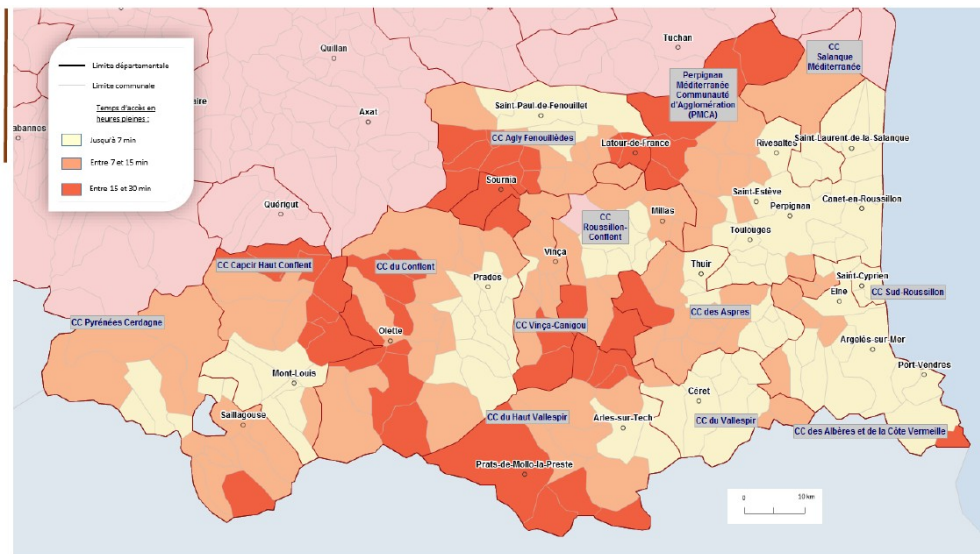 Limite départementale
Limite communale
Temps d'accès en
heures pleines :
Jusqu'à 7 min
Entre 7 et 15 min
Entre 15 et 30 min
Quillan
Tuchan
CC
Salanque
Méditerranée
Perpignan
Méditerranée
Communauté
d'Agglomération
(PMCA)
Axat
Saint-Paul-de-Fenouillet
CC Agly Fenouillèdes
Latour-de-France
Rivesaltes
Saint-Laurent-de-la-Salanque
Sournia
Saint-Estève
Perpignan
Canet-en-Roussillon
Quérigut
CC
Roussillon-
Conflent
Millas
Toulouges
Vinça
Thuir
CC Capcir Haut Conflent
CC du Conflent
Prades
Saint-Cyprien
Elne
CC Sud-Roussillon
CC Pyrénées Cerdagne
CC Vinça-Canigou
CC des Aspres
Olette
Argelès-sur-Mer
Port-Vendres
Mont-Louis
Céret
Saillagouse
CC du Haut Vallespir
Arles-sur-Tech
CC du Vallespir
CC des Albères et de la Côte Vermeille
Prats-de-Mollo-la-Preste
10 km